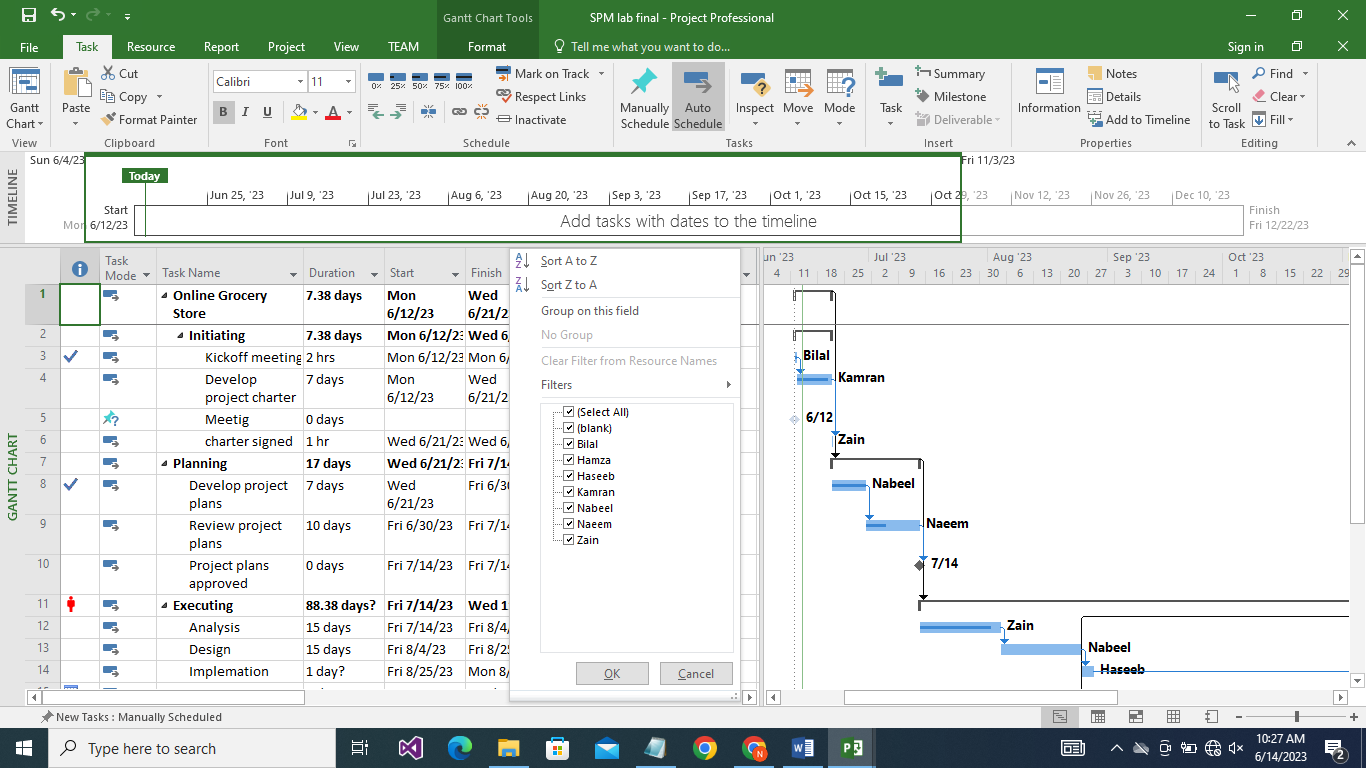 Gantt Chart Tools
SPM lab final - Project Professional
File Task Resource Report Project View TEAM Format Tell me what you want to do... Sign in
Gantt Chart
View
Paste
Cut
Copy
Format Painter
Clipboard
Calibri 11
B I U A
Font
0% 25% 50% 75% 100%
Mark on Track
Respect Links
Inactivate
Schedule
Manually Schedule
Auto Schedule
Inspect
Move
Mode
Tasks
Task
Summary
Milestone
Deliverable
Insert
Information
Notes
Details
Add to Timeline
Properties
Scroll to Task
Find
Clear
Fill
Editing
TIMELINE
Sun 6/4/23 Fri 11/3/23
Today
Jun 25, '23 Jul 9, '23 Jul 23, '23 Aug 6, '23 Aug 20, '23 Sep 3, '23 Sep 17, '23 Oct 1, '23 Oct 15, '23 Oct 29, '23 Nov 12, '23 Nov 26, '23 Dec 10, '23
Start
Mon 6/12/23
Add tasks with dates to the timeline
Finish
Fri 12/22/23
GANTT CHART
Task Mode Task Name Duration Start Finish
1 Online Grocery Store 7.38 days Mon 6/12/23 Wed 6/21/2
2 Initiating 7.38 days Mon 6/12/23 Wed 6
3 Kickoff meeting 2 hrs Mon 6/12/23 Mon 6/
4 Develop project charter 7 days Mon 6/12/23 Wed 6/21/2
5 Meetig 0 days
6 charter signed 1 hr Wed 6/21/23 Wed 6/
7 Planning 17 days Wed 6/21/23 Fri 7/14
8 Develop project plans 7 days Wed 6/21/23 Fri 6/30
9 Review project plans 10 days Fri 6/30/23 Fri 7/14
10 Project plans approved 0 days Fri 7/14/23 Fri 7/14
11 Executing 88.38 days? Fri 7/14/23 Wed 1
12 Analysis 15 days Fri 7/14/23 Fri 8/4/
13 Design 15 days Fri 8/4/23 Fri 8/25
14 Implemation 1 day? Fri 8/25/23 Mon 8/
Sort A to Z
Sort Z to A
Group on this field
No Group
Clear Filter from Resource Names
Filters
(Select All)
(blank)
Bilal
Hamza
Haseeb
Kamran
Nabeel
Naeem
Zain
OK Cancel
un '23 Jul '23 Aug '23 Sep '23 Oct '23
4 11 18 25 2 9 16 23 30 6 13 20 27 3 10 17 24 1 8 15 22 29
Bilal
Kamran
6/12
Zain
Nabeel
Naeem
7/14
Zain
Nabeel
Haseeb
New Tasks : Manually Scheduled
Type here to search
10:27 AM
6/14/2023
2